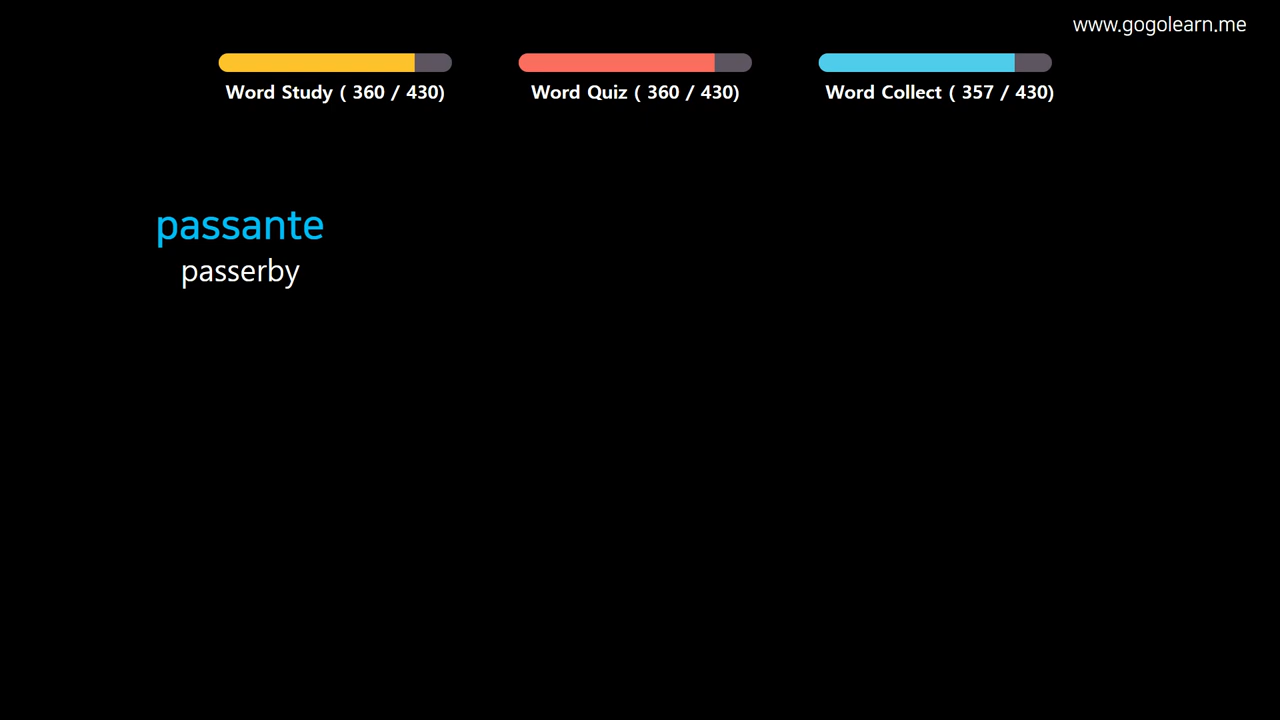 www.gogolearn.me
Word Study ( 360 / 430)
Word Quiz ( 360 / 430)
Word Collect ( 357 / 430)
passante
passerby